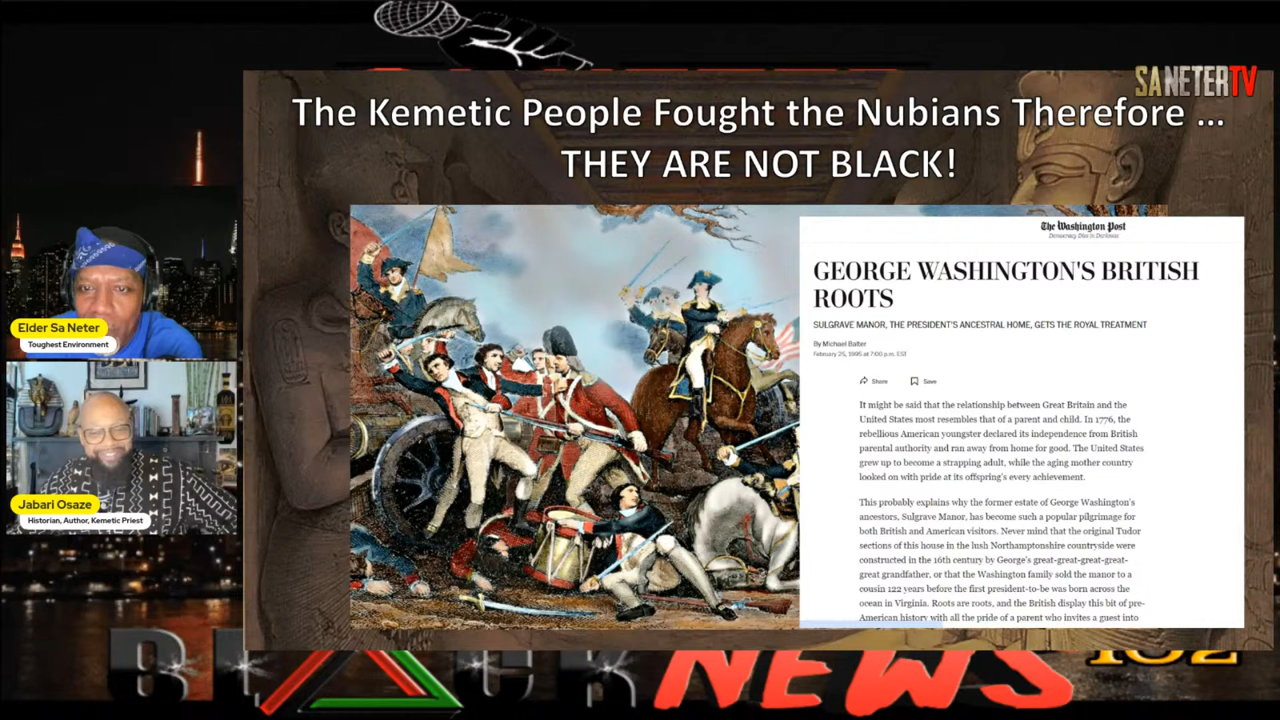 SANETERTV
The Kemetic People Fought the Nubians Therefore ...
THEY ARE NOT BLACK!
The Washington Post
Democracy Dies in Darkness
GEORGE WASHINGTON'S BRITISH
ROOTS
SULGRAVE MANOR, THE PRESIDENT'S ANCESTRAL HOME, GETS THE ROYAL TREATMENT
By Michael Balter
February 25, 1995 at 7:00 p.m. EST
Share Save
It might be said that the relationship between Great Britain and the
United States most resembles that of a parent and child. In 1776, the
rebellious American youngster declared its independence from British
parental authority and ran away from home for good. The United States
grew up to become a strapping adult, while the aging mother country
looked on with pride at its offspring's every achievement.
This probably explains why the former estate of George Washington's
ancestors, Sulgrave Manor, has become such a popular pilgrimage for
both British and American visitors. Never mind that the original Tudor
sections of this house in the lush Northamptonshire countryside were
constructed in the 16th century by George's great-great-great-great-
great grandfather, or that the Washington family sold the manor to a
cousin 122 years before the first president-to-be was born across the
ocean in Virginia. Roots are roots, and the British display this bit of pre-
American history with all the pride of a parent who invites a guest into
Elder Sa Neter
Toughest Environment
Jabari Osaze
Historian, Author, Kemetic Priest
BLACK NEWS 102